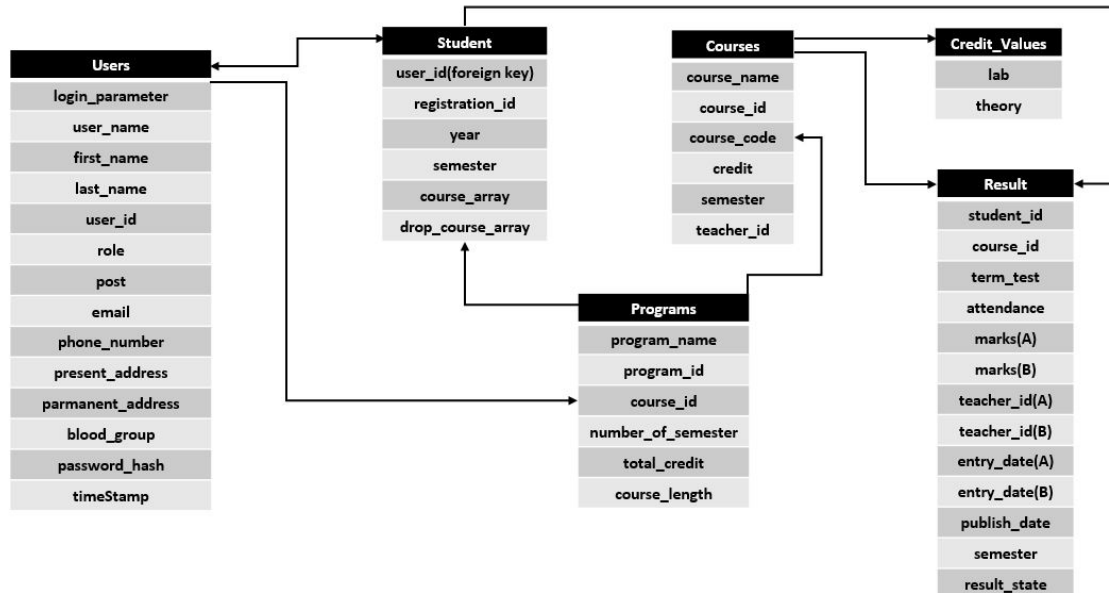 Users
login_parameter
user_name
first_name
last_name
user_id
role
post
email
phone_number
present_address
parmanent_address
blood_group
password_hash
timeStamp
Student
user_id(foreign key)
registration_id
year
semester
course_array
drop_course_array
Programs
program_name
program_id
course_id
number_of_semester
total_credit
course_length
Courses
course_name
course_id
course_code
credit
semester
teacher_id
Credit_Values
lab
theory
Result
student_id
course_id
term_test
attendance
marks(A)
marks(B)
teacher_id(A)
teacher_id(B)
entry_date(A)
entry_date(B)
publish_date
semester
result_state